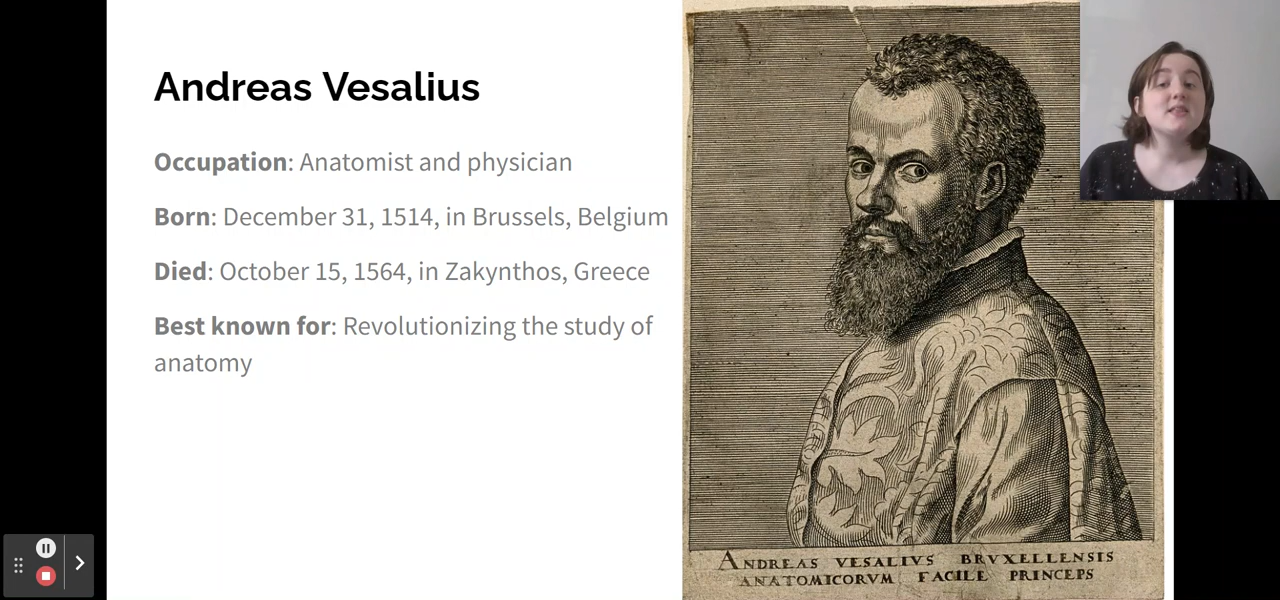 Andreas Vesalius
Occupation: Anatomist and physician
Born: December 31, 1514, in Brussels, Belgium
Died: October 15, 1564, in Zakynthos, Greece
Best known for: Revolutionizing the study of
anatomy
ANDREAS VESALIVS BRVXELLENSIS
ANATOMICORVM FACILE PRINCEPS